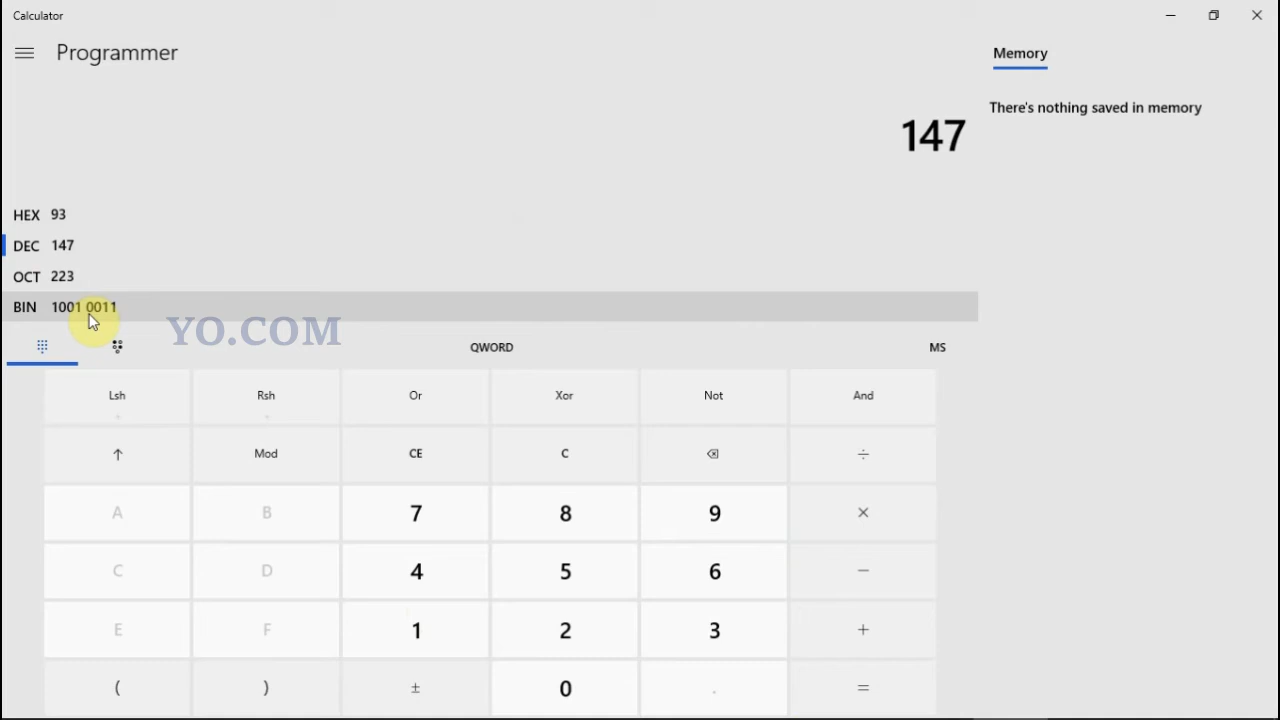 Calculator
Programmer
Memory
There's nothing saved in memory
147
HEX 93
DEC 147
OCT 223
BIN 1001 0011
YO.COM
QWORD MS
Lsh Rsh Or Xor Not And
↑ Mod CE C ⌫ ÷
A B 7 8 9 ×
C D 4 5 6 −
E F 1 2 3 +
( ) ± 0 . =